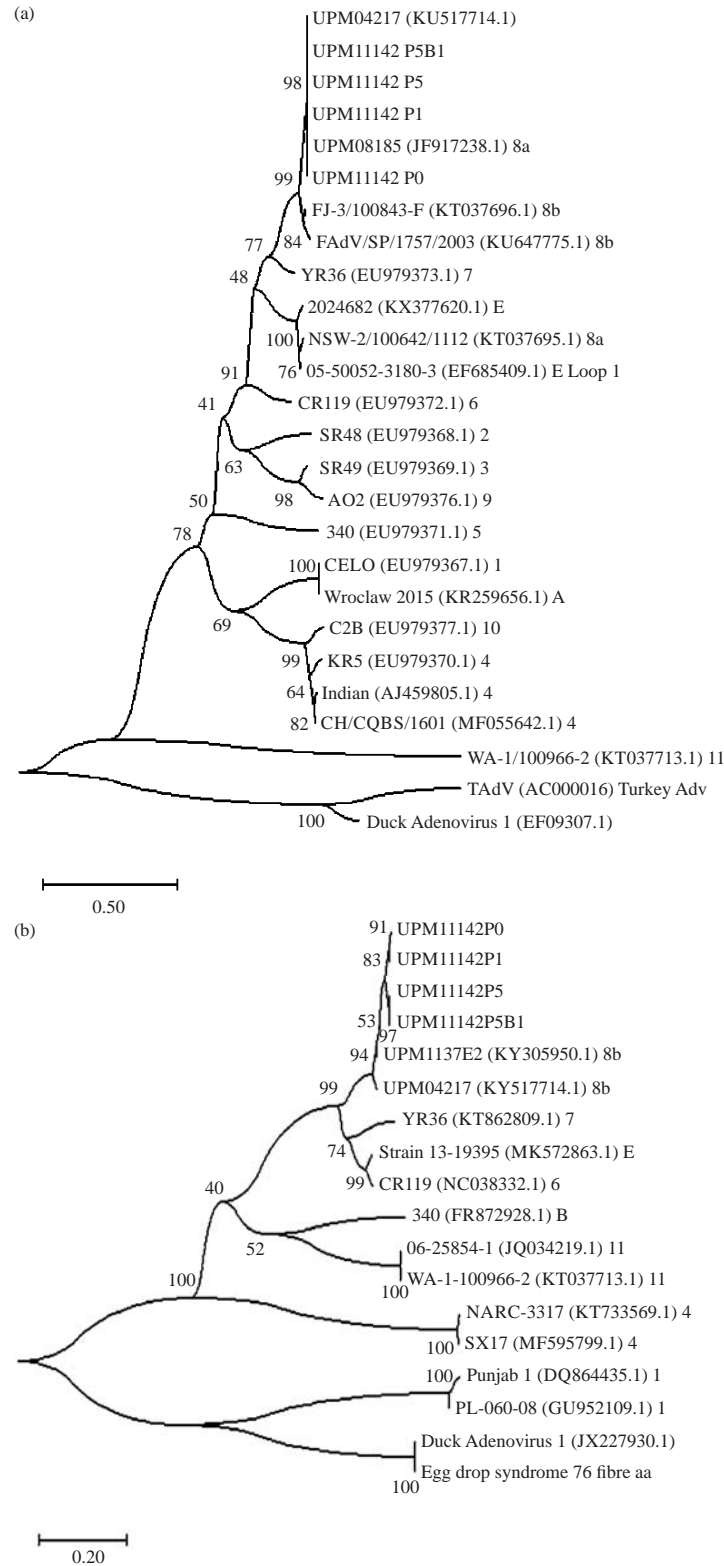 (a)
UPM04217 (KU517714.1)
UPM11142 P5B1
98 UPM11142 P5
UPM11142 P1
UPM08185 (JF917238.1) 8a
99 UPM11142 P0
FJ-3/100843-F (KT037696.1) 8b
77 84 FAdV/SP/1757/2003 (KU647775.1) 8b
48 YR36 (EU979373.1) 7
2024682 (KX377620.1) E
100 NSW-2/100642/1112 (KT037695.1) 8a
91 76 05-50052-3180-3 (EF685409.1) E Loop 1
41 CR119 (EU979372.1) 6
SR48 (EU979368.1) 2
63 SR49 (EU979369.1) 3
50 98 AO2 (EU979376.1) 9
78 340 (EU979371.1) 5
100 CELO (EU979367.1) 1
Wroclaw 2015 (KR259656.1) A
69 C2B (EU979377.1) 10
99 KR5 (EU979370.1) 4
64 Indian (AJ459805.1) 4
82 CH/CQBS/1601 (MF055642.1) 4
WA-1/100966-2 (KT037713.1) 11
TAdV (AC000016) Turkey Adv
100 Duck Adenovirus 1 (EF09307.1)
0.50
(b)
91 UPM11142P0
83 UPM11142P1
UPM11142P5
53 UPM11142P5B1
97
94 UPM1137E2 (KY305950.1) 8b
99 UPM04217 (KY517714.1) 8b
YR36 (KT862809.1) 7
74 Strain 13-19395 (MK572863.1) E
99 CR119 (NC038332.1) 6
40 340 (FR872928.1) B
52 06-25854-1 (JQ034219.1) 11
100 100 WA-1-100966-2 (KT037713.1) 11
NARC-3317 (KT733569.1) 4
100 SX17 (MF595799.1) 4
100 Punjab 1 (DQ864435.1) 1
PL-060-08 (GU952109.1) 1
Duck Adenovirus 1 (JX227930.1)
100 Egg drop syndrome 76 fibre aa
0.20